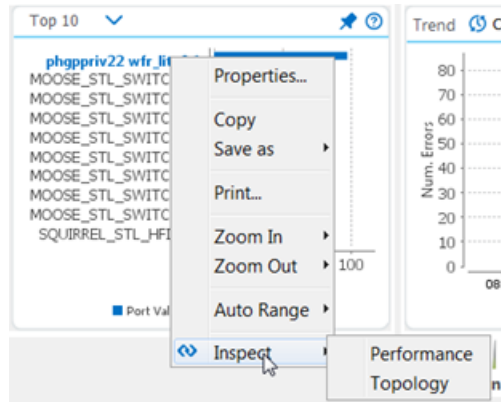 Top 10
Trend
phgppriv22 wfr_lit
MOOSE_STL_SWITC
MOOSE_STL_SWITC
MOOSE_STL_SWITC
MOOSE_STL_SWITC
MOOSE_STL_SWITC
MOOSE_STL_SWITC
MOOSE_STL_SWITC
MOOSE_STL_SWITC
SQUIRREL_STL_HFI
100
Port Val
Properties...
Copy
Save as
Print...
Zoom In
Zoom Out
Auto Range
Inspect
Performance
Topology
Num. Errors
80
70
60
50
40
30
20
10
0
08